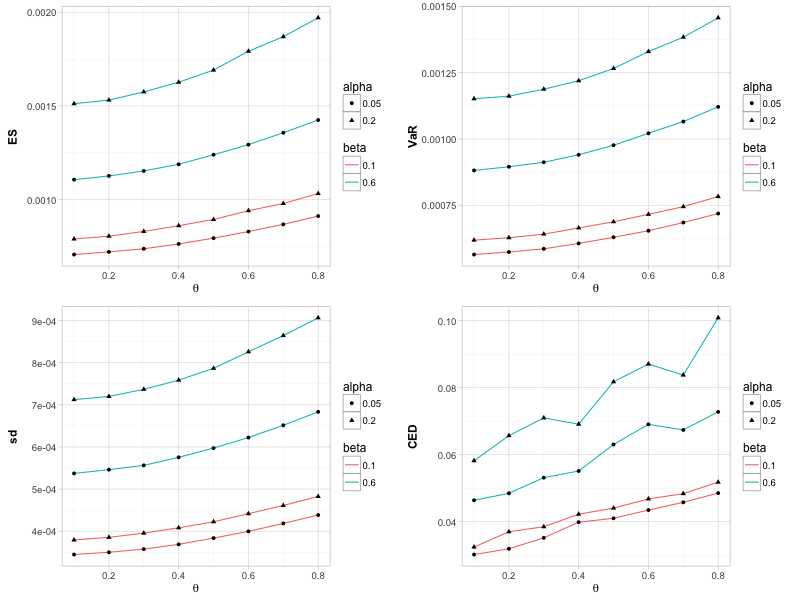 ES
0.0020
0.0015
0.0010
0.2
0.4
0.6
0.8
θ
alpha
0.05
0.2
beta
0.1
0.6
VaR
0.00150
0.00125
0.00100
0.00075
0.2
0.4
0.6
0.8
θ
alpha
0.05
0.2
beta
0.1
0.6
sd
9e-04
8e-04
7e-04
6e-04
5e-04
4e-04
0.2
0.4
0.6
0.8
θ
alpha
0.05
0.2
beta
0.1
0.6
CED
0.10
0.08
0.06
0.04
0.2
0.4
0.6
0.8
θ
alpha
0.05
0.2
beta
0.1
0.6